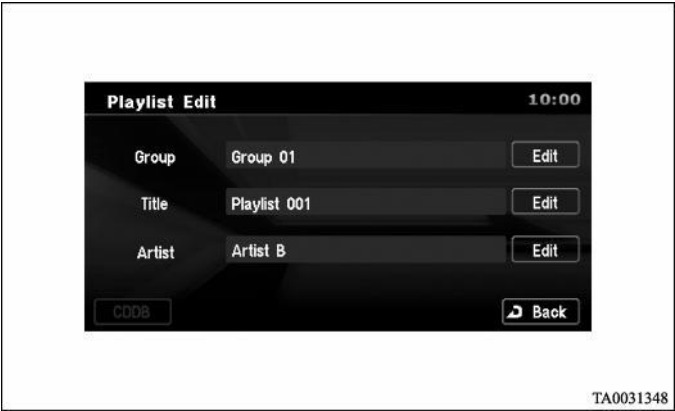 Playlist Edit 10:00
Group Group 01 Edit
Title Playlist 001 Edit
Artist Artist B Edit
CDDB Back
TA0031348